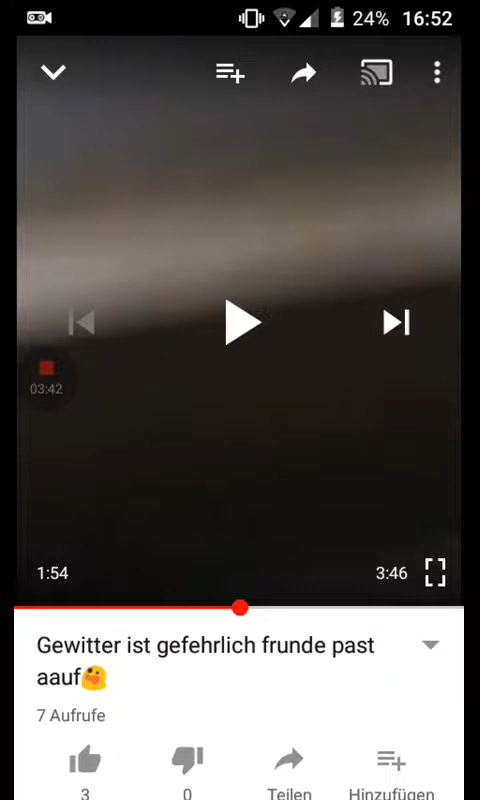 24% 16:52
03:42
1:54 3:46
Gewitter ist gefehrlich frunde past
aauf😲
7 Aufrufe
3 0 Teilen Hinzufügen